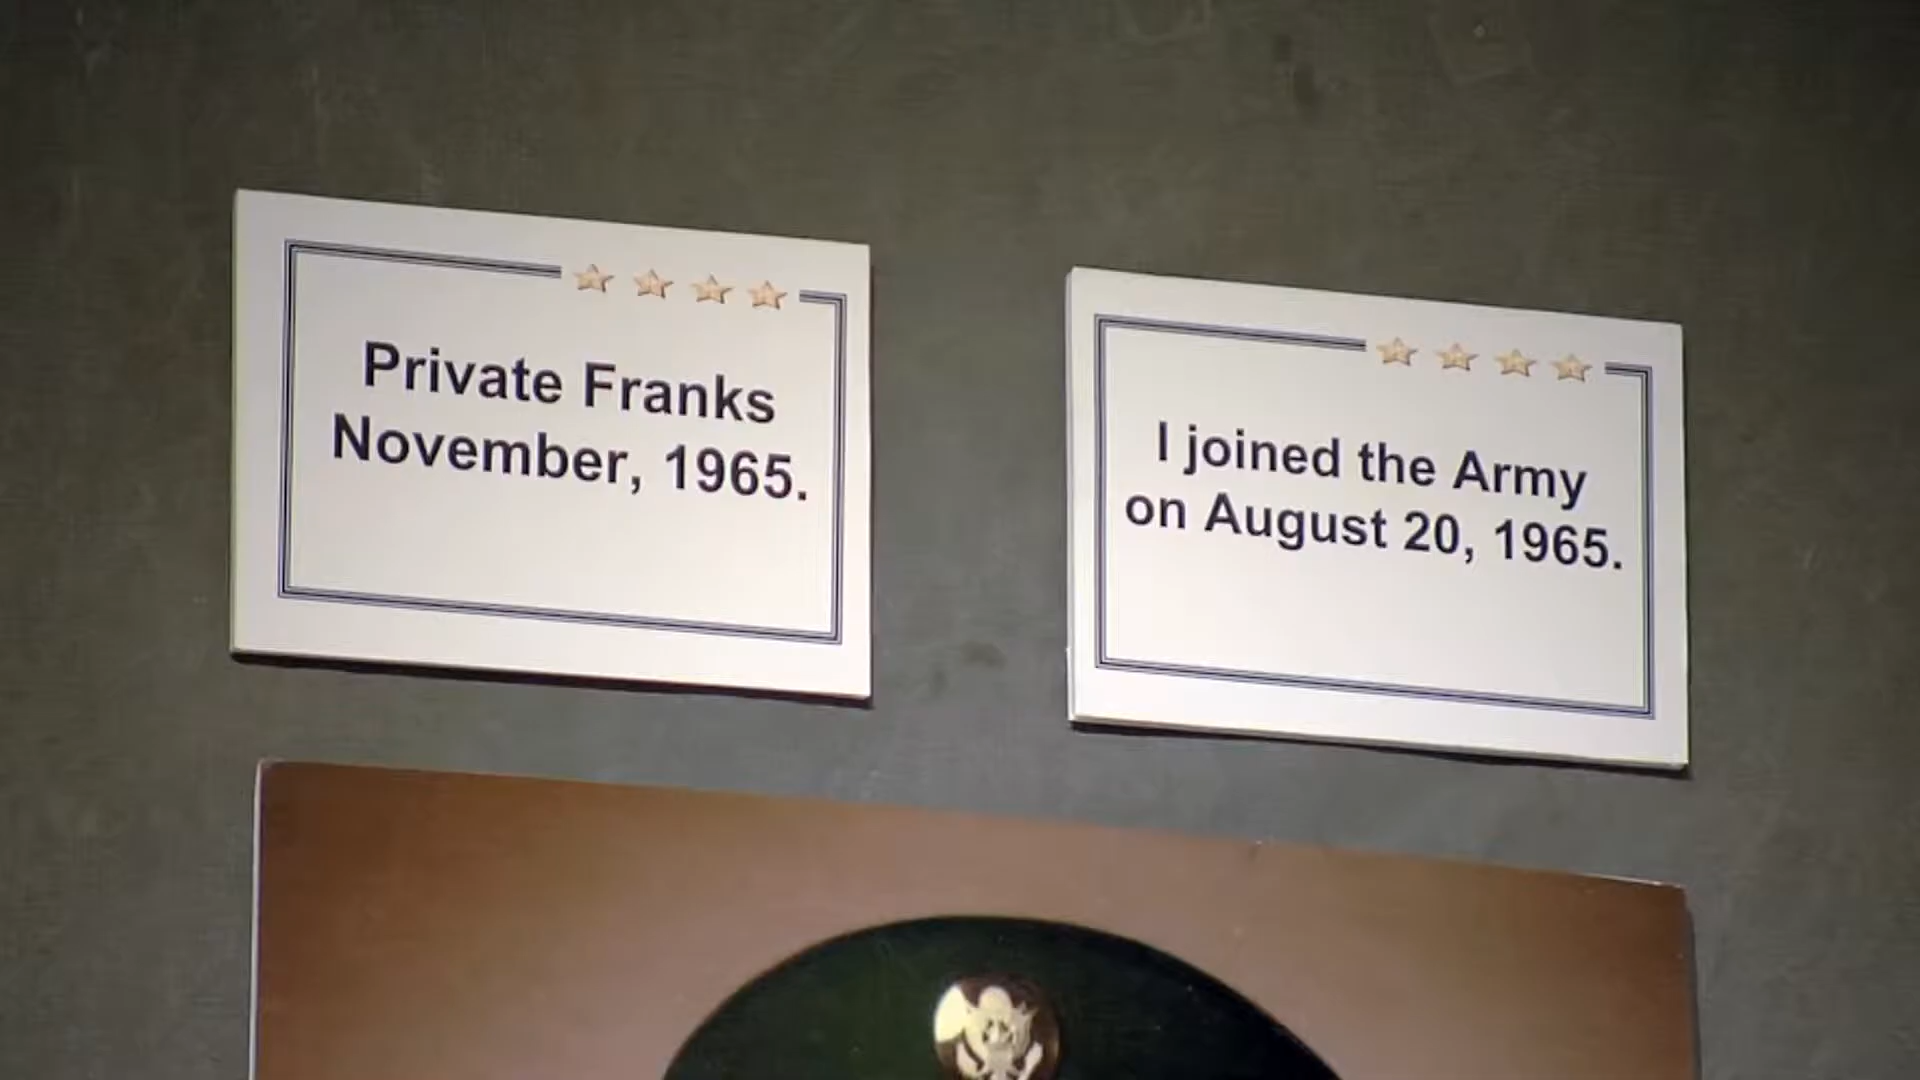 Private Franks
November, 1965.
I joined the Army
on August 20, 1965.